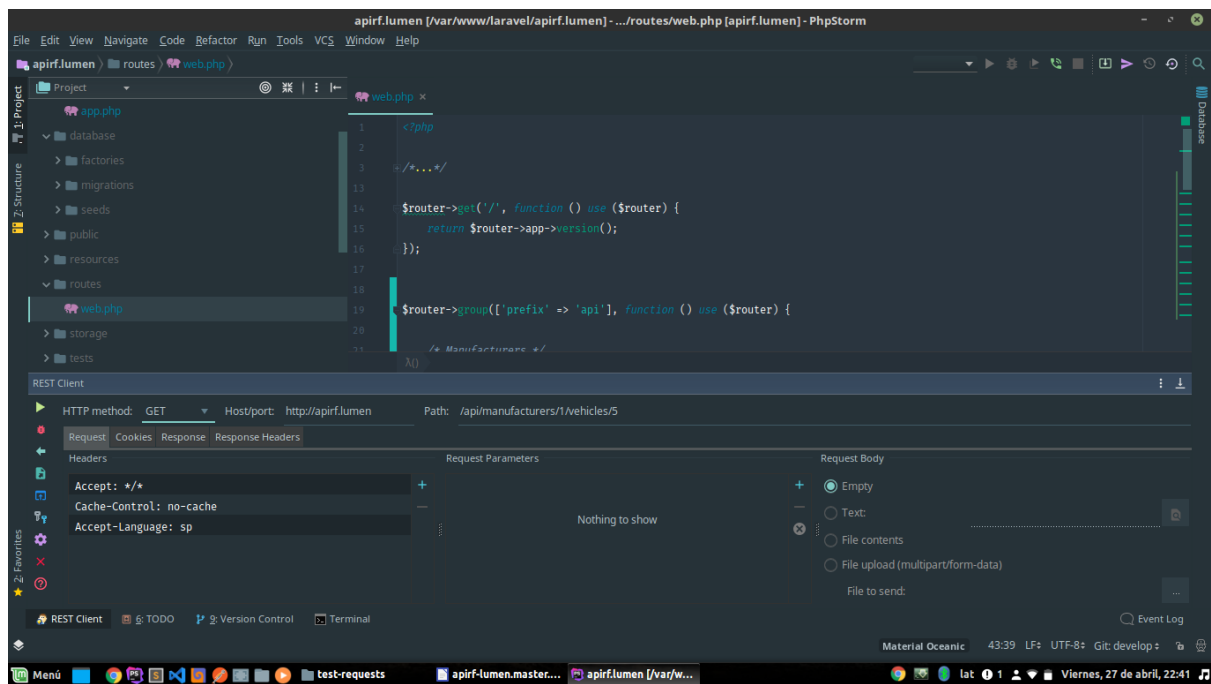 apirf.lumen [/var/www/laravel/apirf.lumen] - .../routes/web.php [apirf.lumen] - PhpStorm
File Edit View Navigate Code Refactor Run Tools VCS Window Help
apirf.lumen routes web.php
1: Project
Z: Structure
2: Favorites
Project
app.php
database
factories
migrations
seeds
public
resources
routes
web.php
storage
tests
web.php ×
1 <?php
2
3 /*...*/
13
14 $router->get('/', function () use ($router) {
15 return $router->app->version();
16 });
17
18
19 $router->group(['prefix' => 'api'], function () use ($router) {
20
21 /* Manufacturers */
λ()
Database
REST Client
HTTP method: GET Host/port: http://apirf.lumen Path: /api/manufacturers/1/vehicles/5
Request Cookies Response Response Headers
Headers Request Parameters Request Body
Accept: */*
Cache-Control: no-cache
Accept-Language: sp
Nothing to show
Empty
Text:
File contents
File upload (multipart/form-data)
File to send: ...
REST Client 6: TODO 9: Version Control Terminal Event Log
Material Oceanic 43:39 LF÷ UTF-8÷ Git: develop÷
Menú test-requests apirf-lumen.master.... apirf.lumen [/var/w... lat 1 Viernes, 27 de abril, 22:41